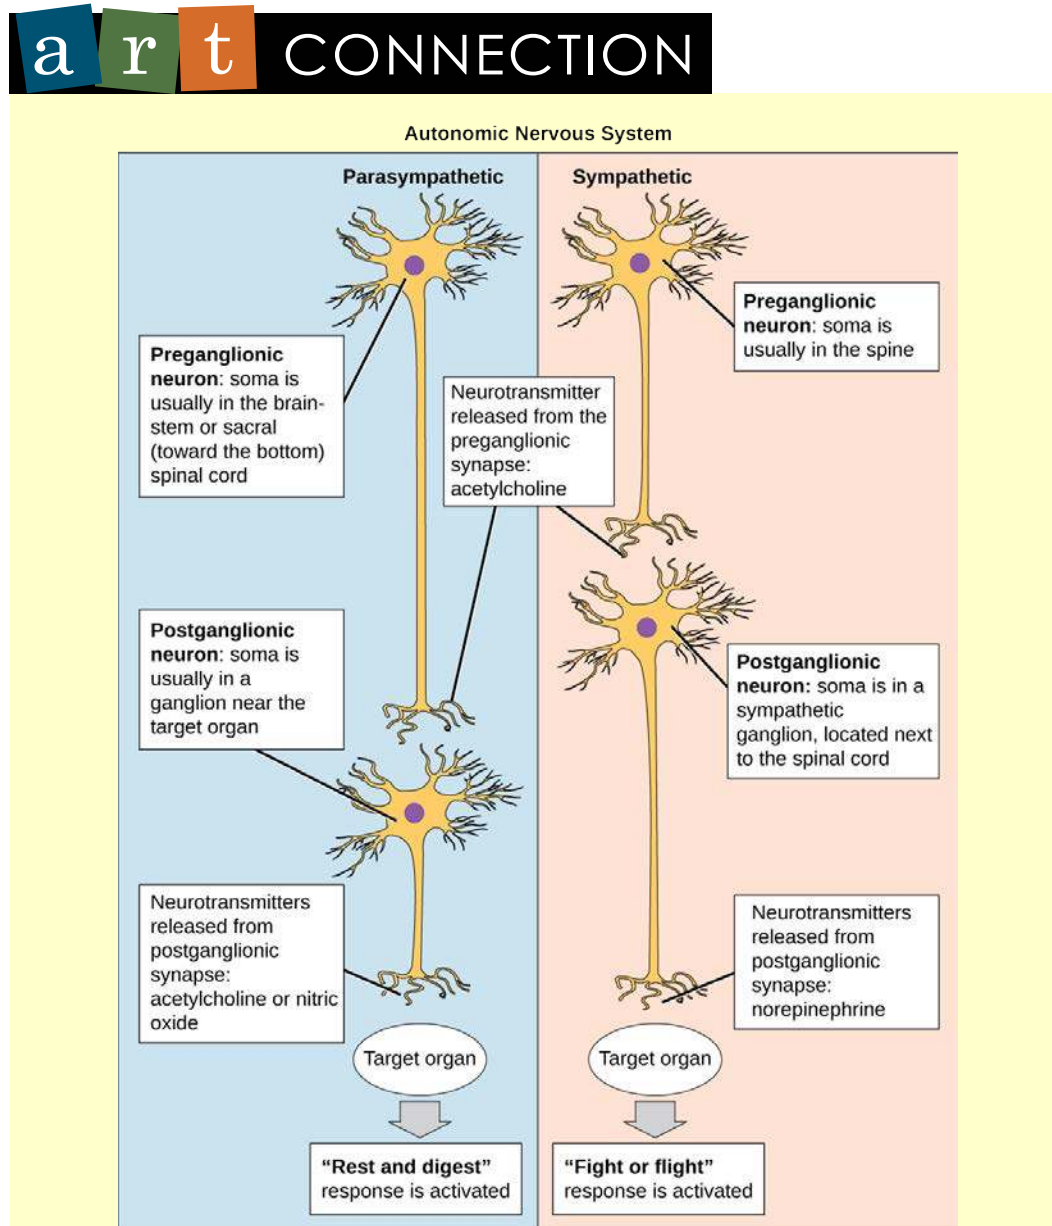 art CONNECTION
Autonomic Nervous System
Parasympathetic
Sympathetic
Preganglionic
neuron: soma is
usually in the brain-
stem or sacral
(toward the bottom)
spinal cord
Neurotransmitter
released from the
preganglionic
synapse:
acetylcholine
Preganglionic
neuron: soma is
usually in the spine
Postganglionic
neuron: soma is
usually in a
ganglion near the
target organ
Postganglionic
neuron: soma is in a
sympathetic
ganglion, located next
to the spinal cord
Neurotransmitters
released from
postganglionic
synapse:
acetylcholine or nitric
oxide
Neurotransmitters
released from
postganglionic
synapse:
norepinephrine
Target organ
Target organ
“Rest and digest”
response is activated
“Fight or flight”
response is activated